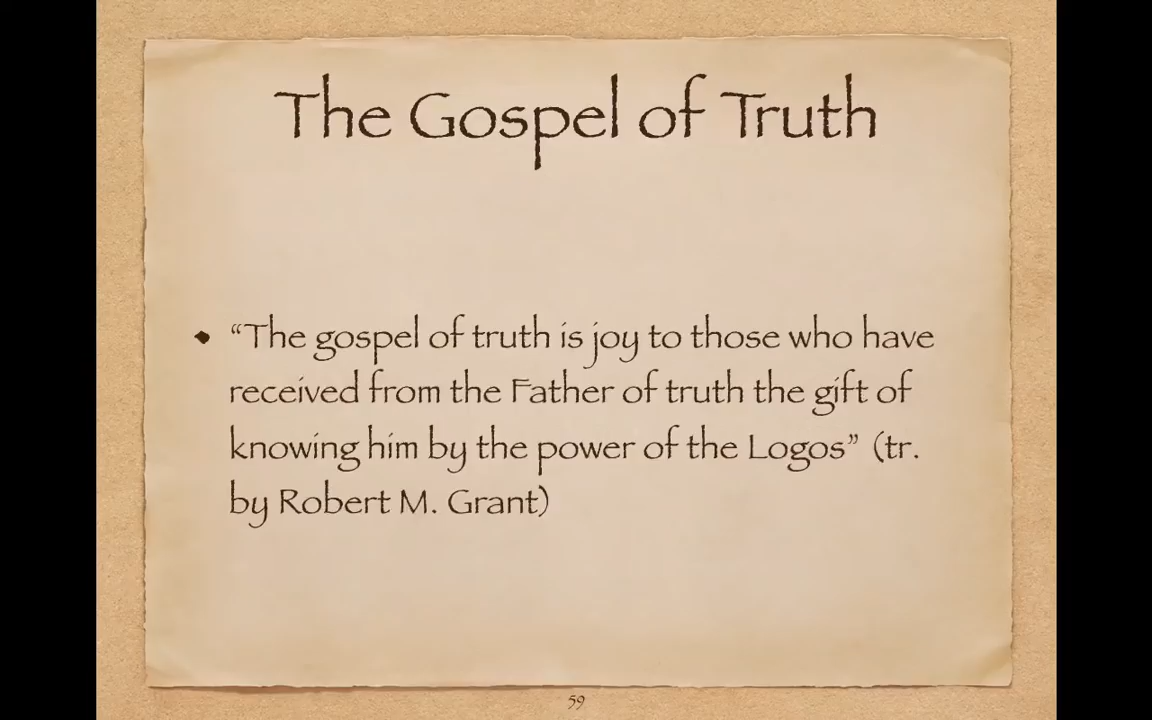 The Gospel of Truth
• “The gospel of truth is joy to those who have
received from the Father of truth the gift of
knowing him by the power of the Logos” (tr.
by Robert M. Grant)
59